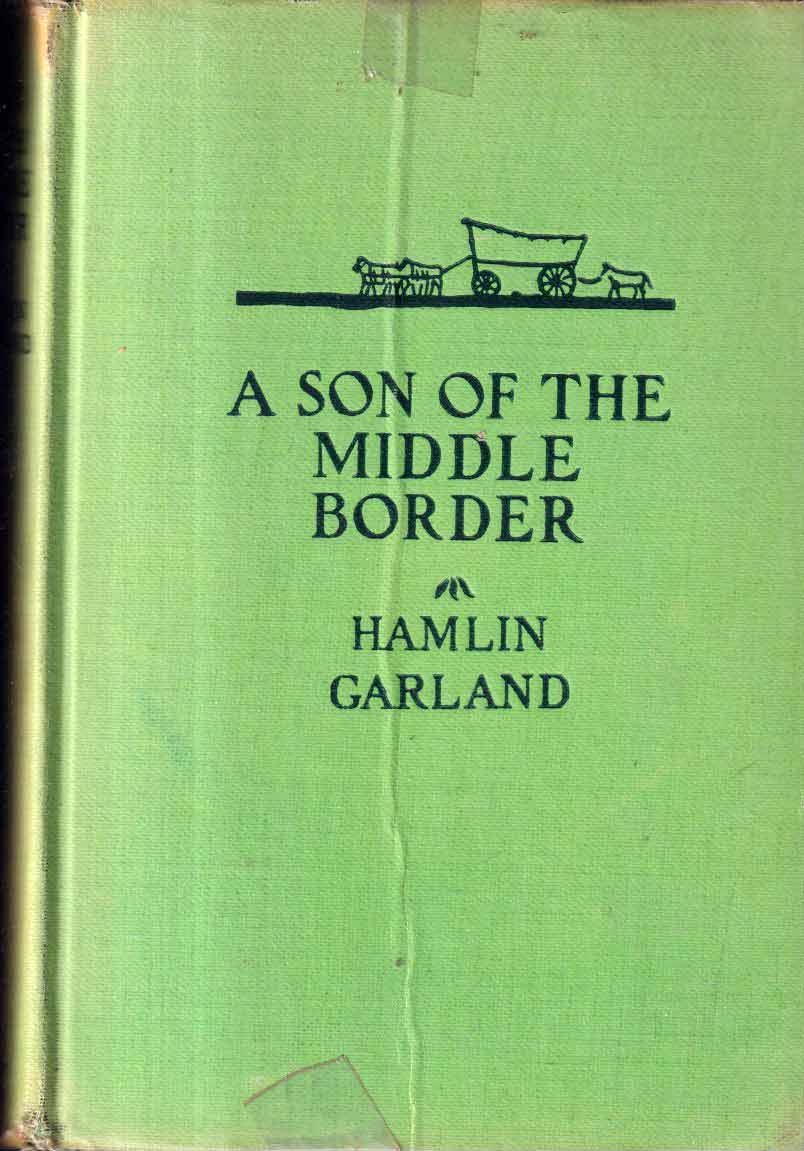 A SON OF THE
MIDDLE
BORDER
HAMLIN
GARLAND